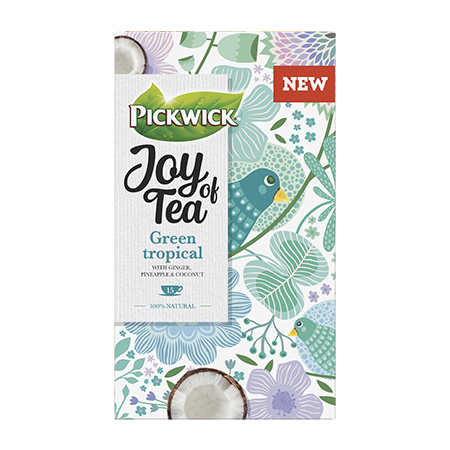 NEW
PICKWICK®
Joy of
Tea
Green
tropical
WITH GINGER,
PINEAPPLE & COCONUT
15
100% NATURAL